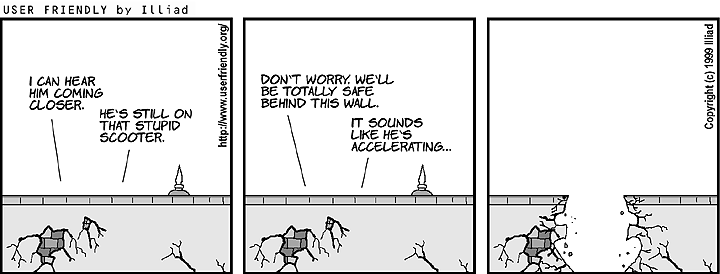 USER FRIENDLY by Illiad
I CAN HEAR
HIM COMING
CLOSER.
HE'S STILL ON
THAT STUPID
SCOOTER.
http://www.userfriendly.org/
DON'T WORRY. WE'LL
BE TOTALLY SAFE
BEHIND THIS WALL.
IT SOUNDS
LIKE HE'S
ACCELERATING...
Copyright (c) 1999 Illiad